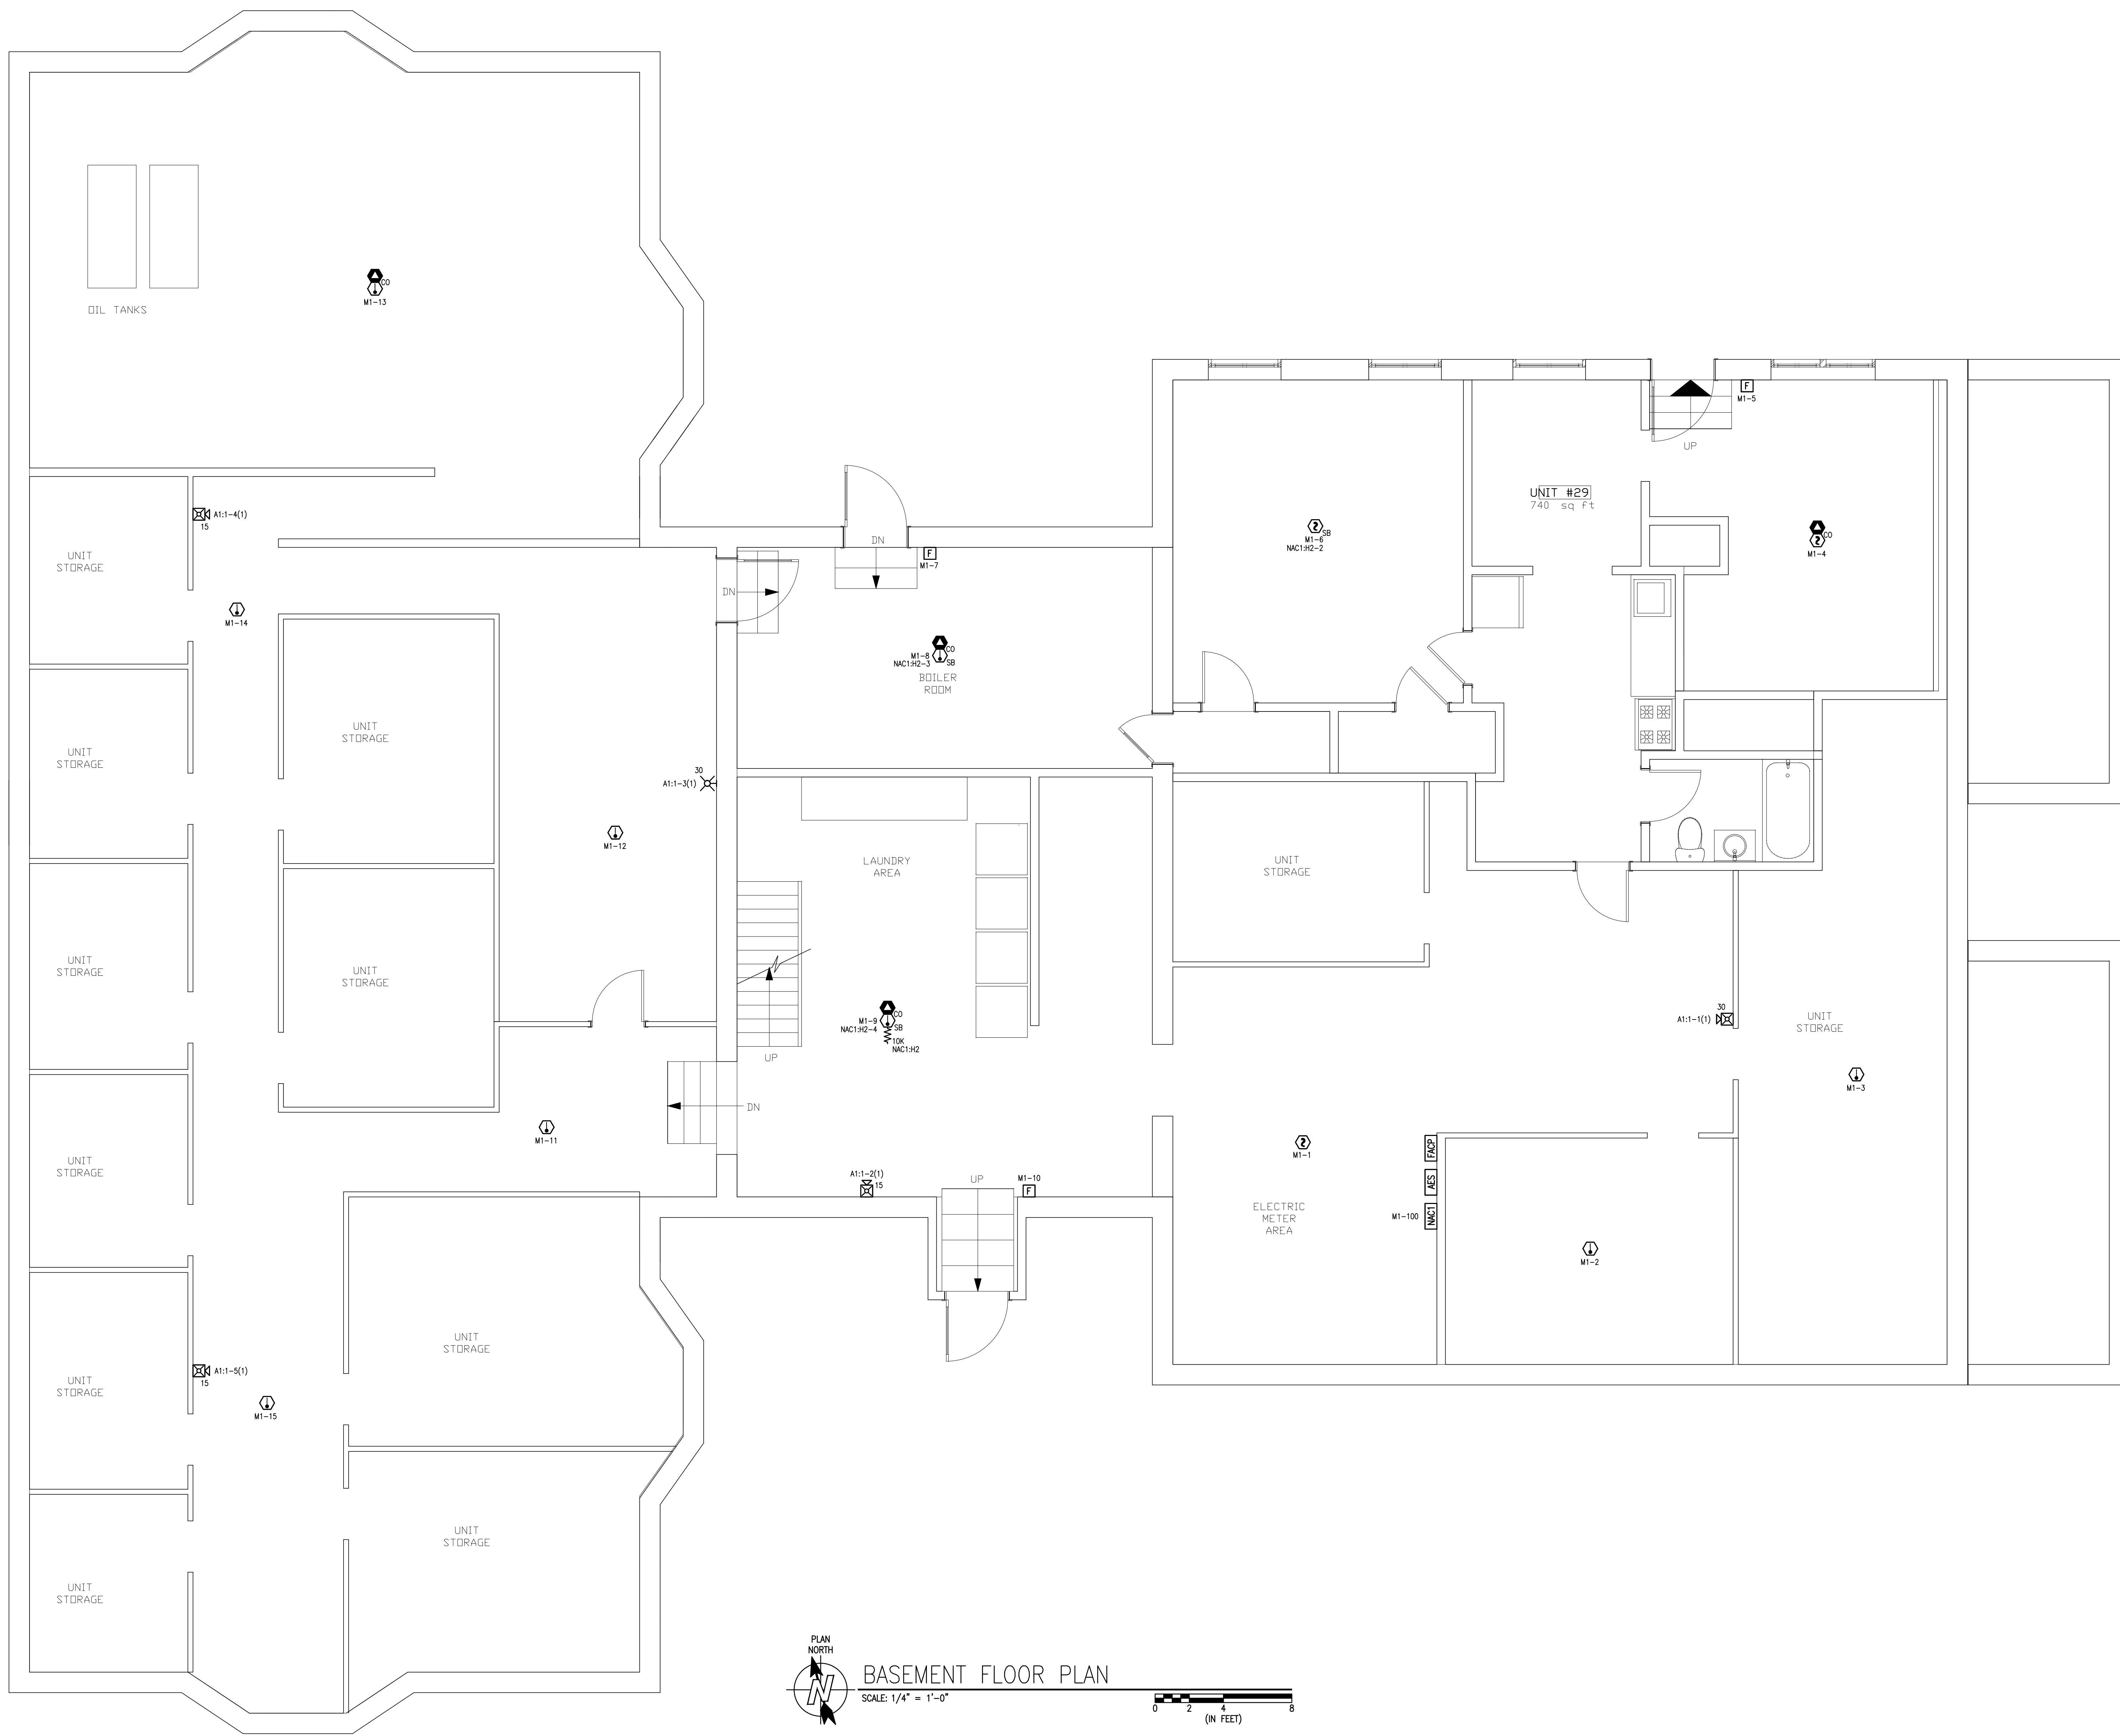 CO
M1-13
OIL TANKS
F
M1-5
UP
UNIT #29
740 sq ft
A1:1-4(1)
15
UNIT
STORAGE
SB
M1-6
NAC1:H2-2
CO
M1-4
DN
F
M1-7
DN
M1-14
M1-8
CO
NAC1:H2-3
SB
BOILER
ROOM
UNIT
STORAGE
UNIT
STORAGE
30
A1:1-3(1)
M1-12
LAUNDRY
AREA
UNIT
STORAGE
UNIT
STORAGE
UNIT
STORAGE
CO
M1-9
SB
NAC1:H2-4
10K
NAC1:H2
UP
30
A1:1-1(1)
UNIT
STORAGE
M1-3
DN
M1-11
UNIT
STORAGE
A1:1-2(1)
15
UP
M1-10
F
M1-1
FACP
AES
NAC1
M1-100
ELECTRIC
METER
AREA
M1-2
UNIT
STORAGE
UNIT
STORAGE
A1:1-5(1)
15
M1-15
UNIT
STORAGE
UNIT
STORAGE
PLAN
NORTH
N
BASEMENT FLOOR PLAN
SCALE: 1/4" = 1'-0"
0 2 4 8
(IN FEET)